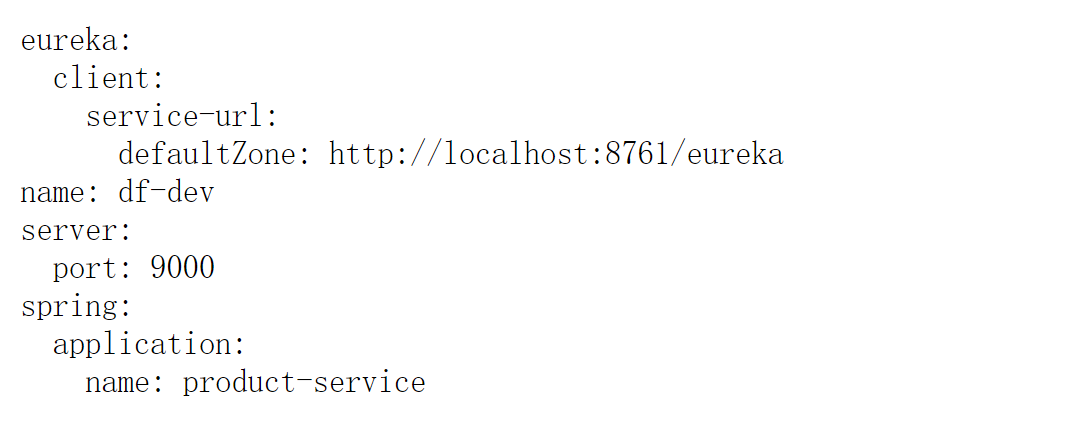 eureka:
  client:
    service-url:
      defaultZone: http://localhost:8761/eureka
name: df-dev
server:
  port: 9000
spring:
  application:
    name: product-service